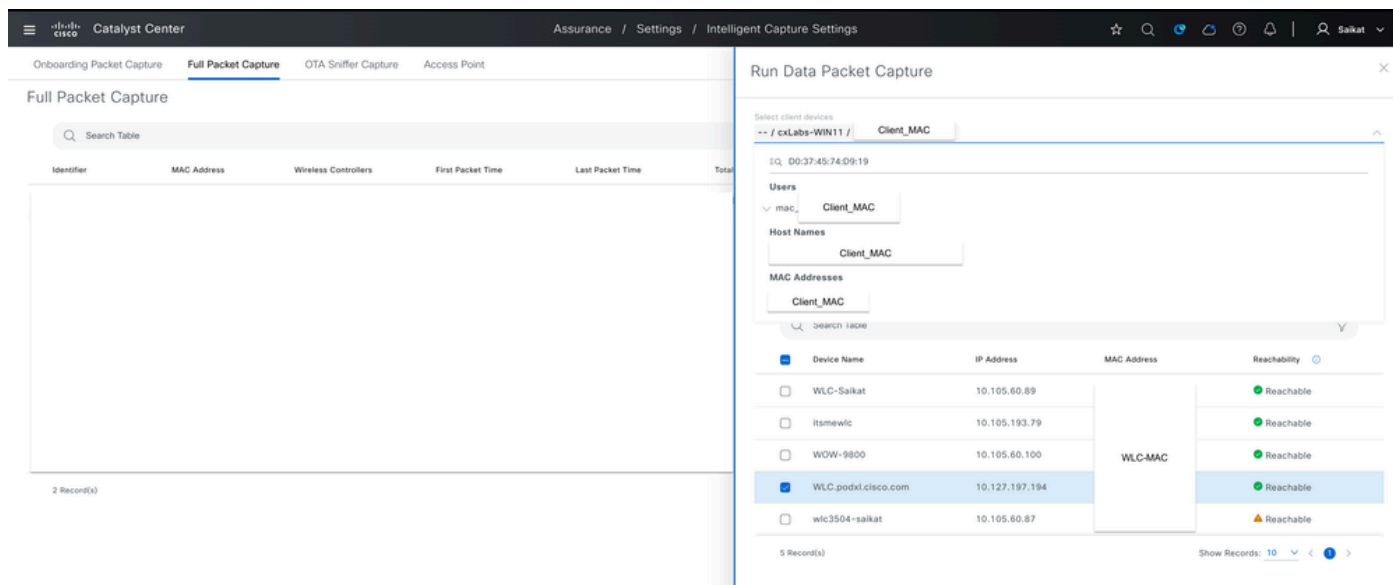 cisco Catalyst Center
Assurance / Settings / Intelligent Capture Settings
Saikat
Onboarding Packet Capture Full Packet Capture OTA Sniffer Capture Access Point
Full Packet Capture
Search Table
Identifier MAC Address Wireless Controllers First Packet Time Last Packet Time Total
2 Record(s)
Run Data Packet Capture
Select client devices
-- / cxLabs-WIN11 / Client_MAC
D0:37:45:74:D9:19
Users
mac_ Client_MAC
Host Names
Client_MAC
MAC Addresses
Client_MAC
Search Table
Device Name IP Address MAC Address Reachability
WLC-Saikat 10.105.60.89 Reachable
itsmewlc 10.105.193.79 Reachable
WOW-9800 10.105.60.100 WLC-MAC Reachable
WLC.podxl.cisco.com 10.127.197.194 Reachable
wlc3504-saikat 10.105.60.87 Reachable
5 Record(s) Show Records: 10 1